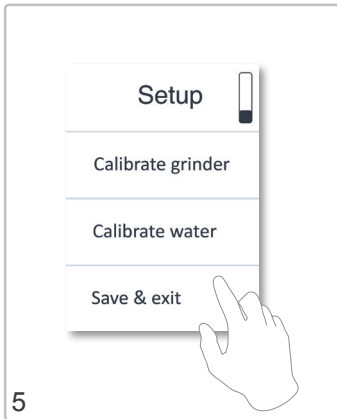 Setup
Calibrate grinder
Calibrate water
Save & exit
5